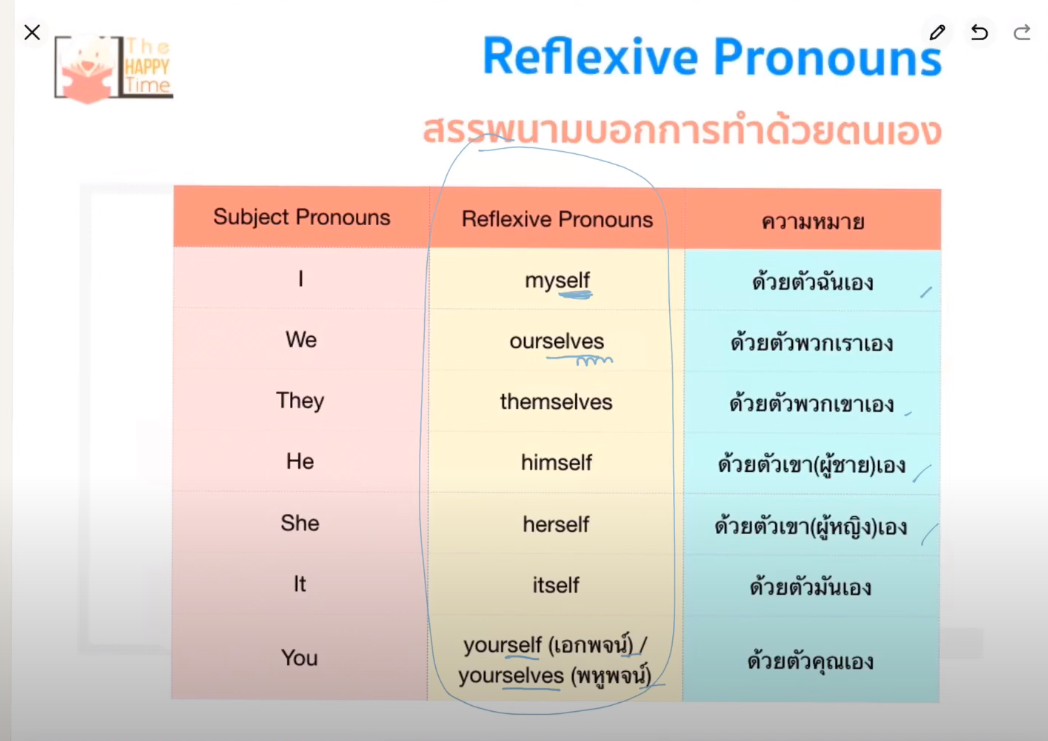 The
HAPPY
Time
Reflexive Pronouns
สรรพนามบอกการทำด้วยตนเอง
Subject Pronouns Reflexive Pronouns ความหมาย
I myself ด้วยตัวฉันเอง
We ourselves ด้วยตัวพวกเราเอง
They themselves ด้วยตัวพวกเขาเอง
He himself ด้วยตัวเขา(ผู้ชาย)เอง
She herself ด้วยตัวเขา(ผู้หญิง)เอง
It itself ด้วยตัวมันเอง
You yourself (เอกพจน์) / ด้วยตัวคุณเอง
yourselves (พหูพจน์)